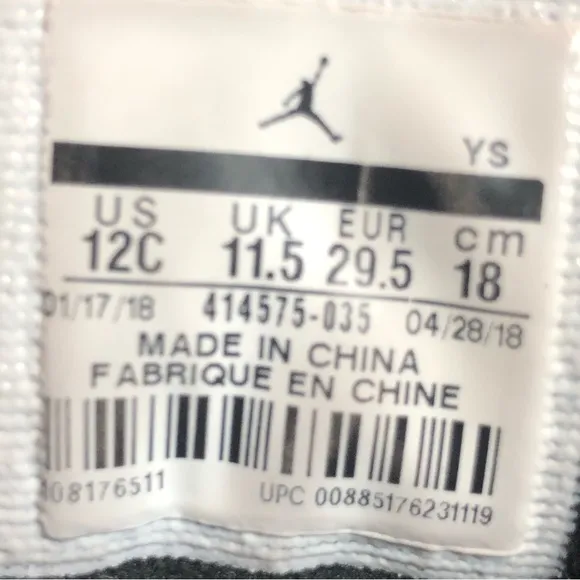 YS
US UK EUR cm
12C 11.5 29.5 18
01/17/18 414575-035 04/28/18
MADE IN CHINA
FABRIQUE EN CHINE
08176511 UPC 00885176231119